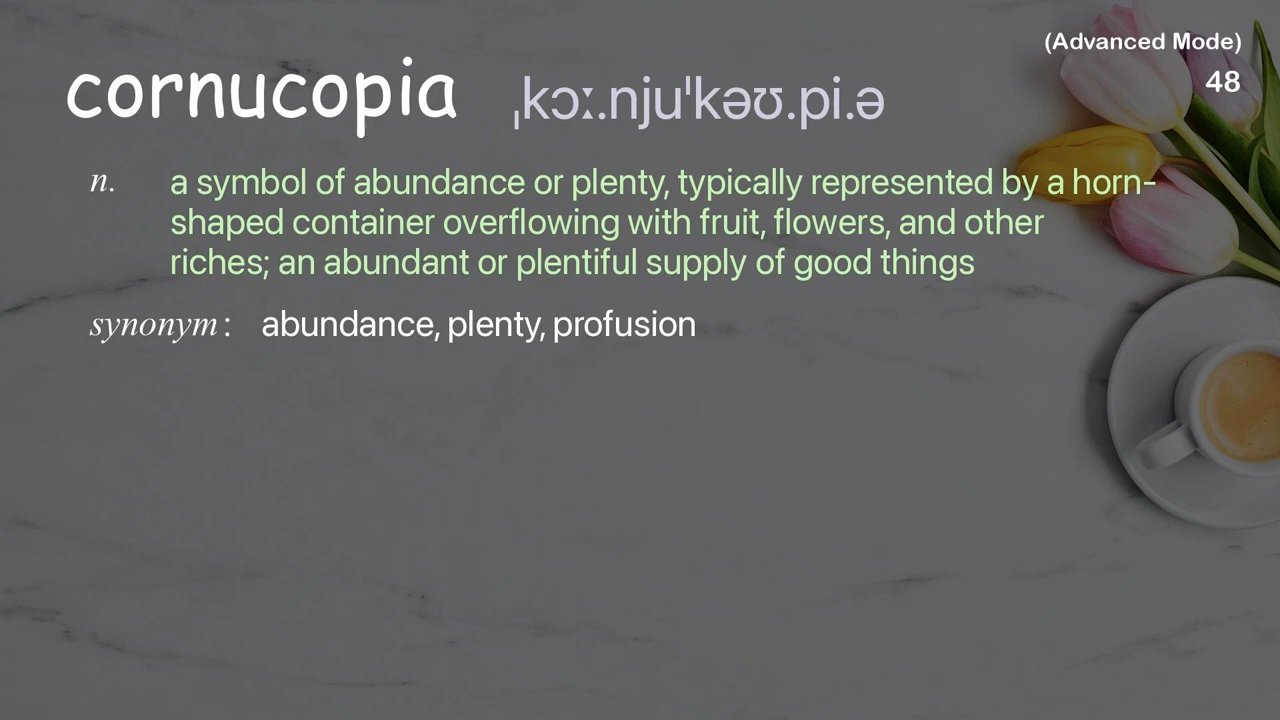 (Advanced Mode)
cornucopia ˌkɔː.njuˈkəʊ.pi.ə
48
n. a symbol of abundance or plenty, typically represented by a horn-
shaped container overflowing with fruit, flowers, and other
riches; an abundant or plentiful supply of good things
synonym: abundance, plenty, profusion